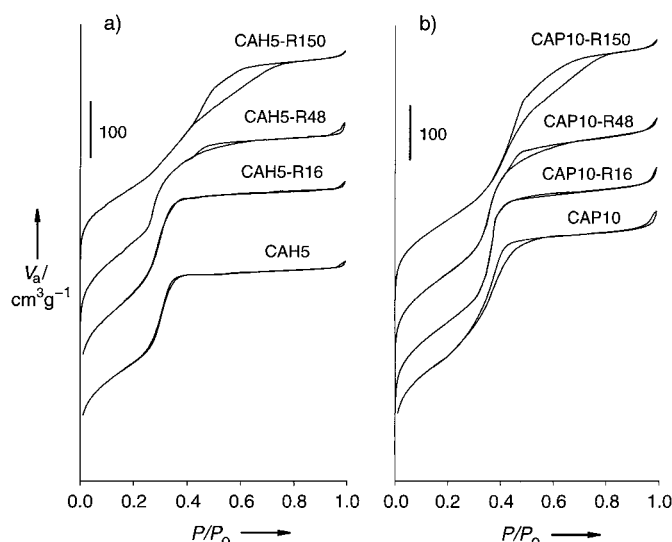 a)
CAH5-R150
100
CAH5-R48
CAH5-R16
CAH5
Va/
cm³g⁻¹
0.0 0.2 0.4 0.6 0.8 1.0
P/P₀
b)
CAP10-R150
100
CAP10-R48
CAP10-R16
CAP10
0.0 0.2 0.4 0.6 0.8 1.0
P/P₀